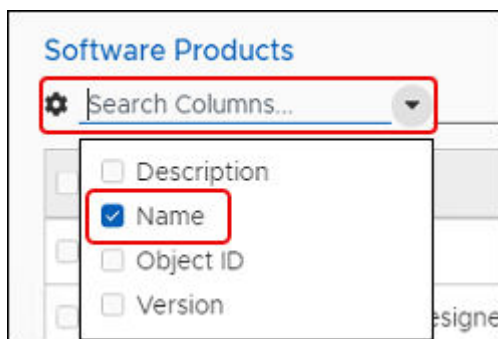 Software Products
Search Columns...
Description
Name
Object ID
Version